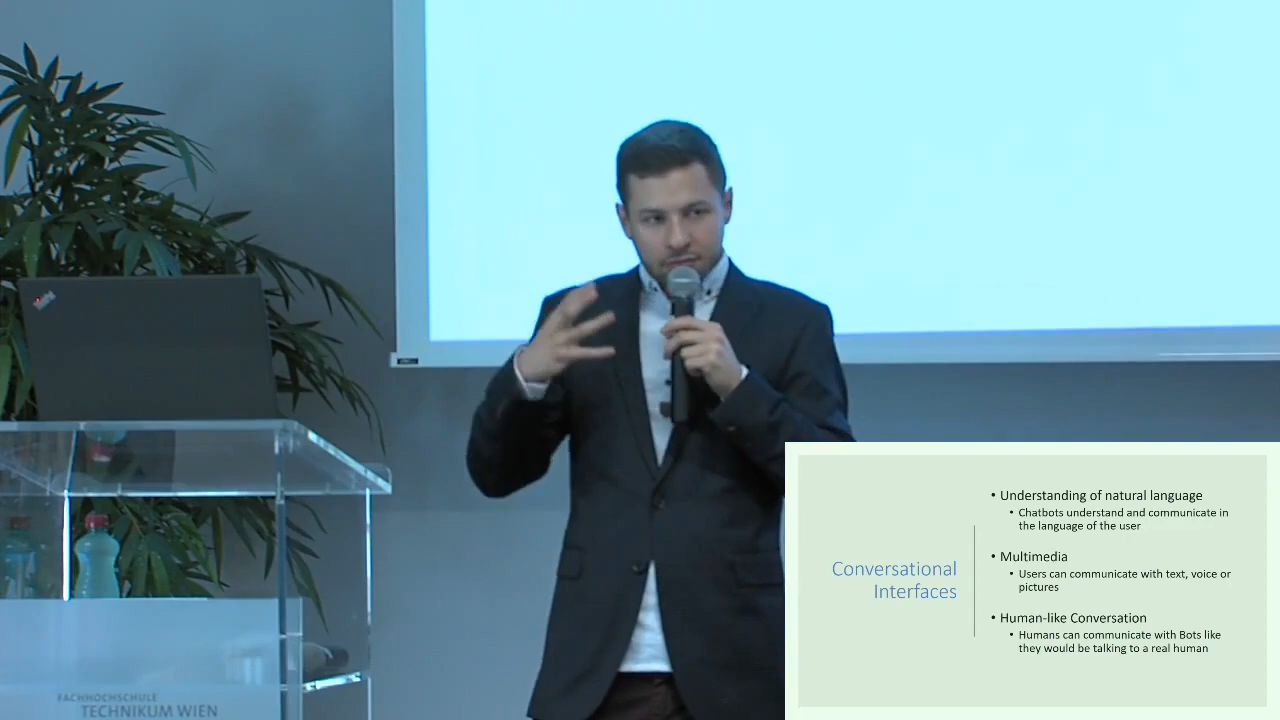 FACHHOCHSCHULE
TECHNIKUM WIEN
Conversational
Interfaces
• Understanding of natural language
• Chatbots understand and communicate in
the language of the user
• Multimedia
• Users can communicate with text, voice or
pictures
• Human-like Conversation
• Humans can communicate with Bots like
they would be talking to a real human